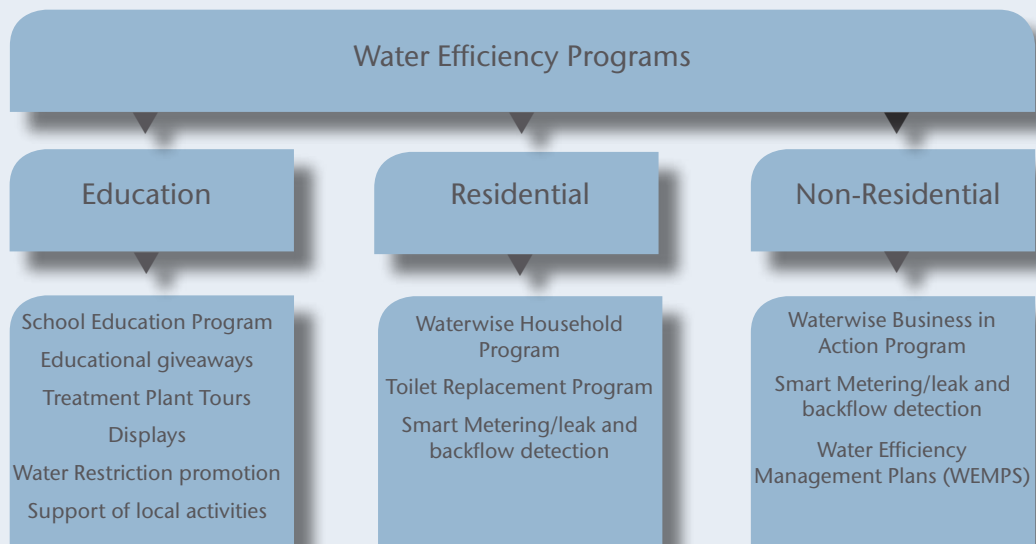 Water Efficiency Programs
Education
Residential
Non-Residential
School Education Program
Educational giveaways
Treatment Plant Tours
Displays
Water Restriction promotion
Support of local activities
Waterwise Household
Program
Toilet Replacement Program
Smart Metering/leak and
backflow detection
Waterwise Business in
Action Program
Smart Metering/leak and
backflow detection
Water Efficiency
Management Plans (WEMPS)